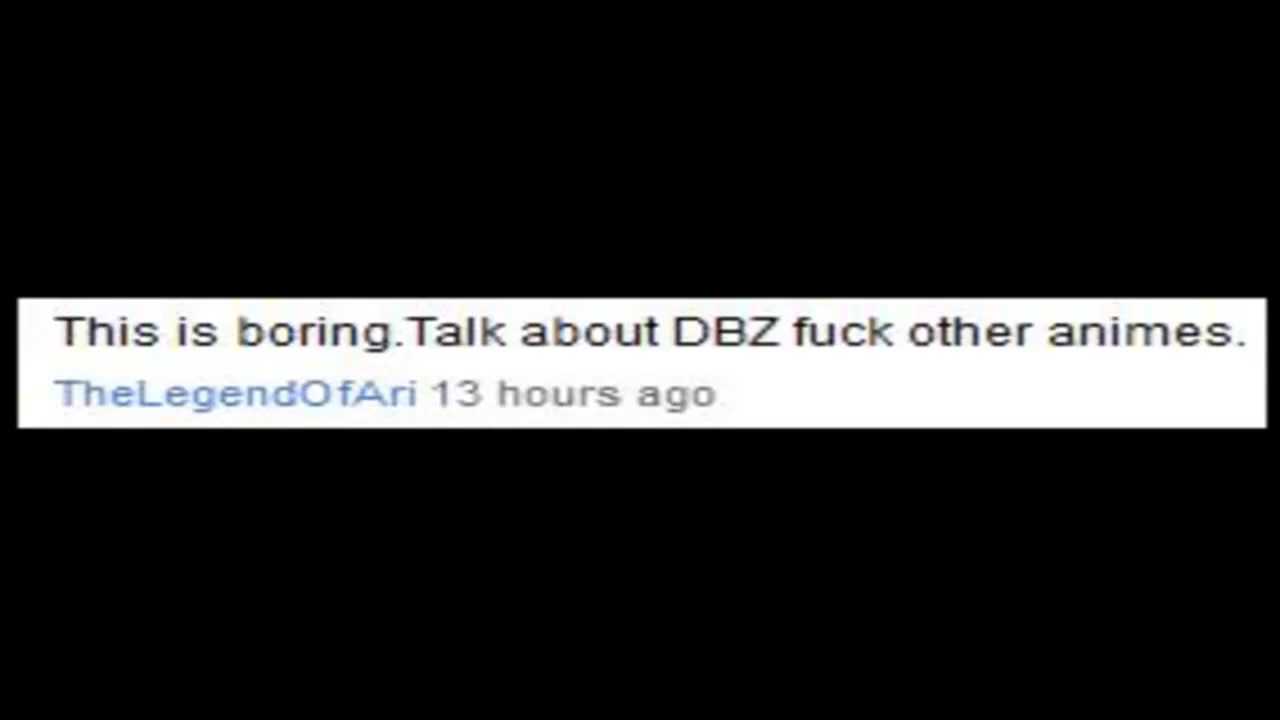 This is boring.Talk about DBZ fuck other animes.
TheLegendOfAri 13 hours ago